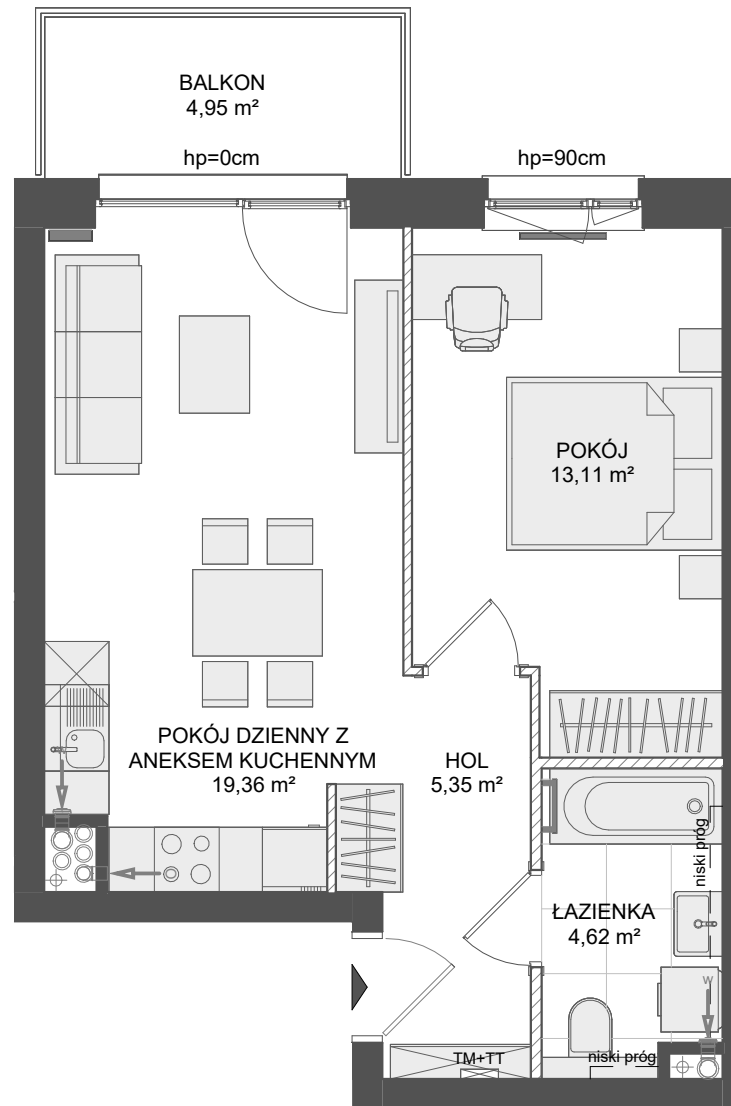 BALKON
4,95 m²
hp=0cm
hp=90cm
POKÓJ
13,11 m²
POKÓJ DZIENNY Z
ANEKSEM KUCHENNYM
19,36 m²
HOL
5,35 m²
niski próg
ŁAZIENKA
4,62 m²
W
TM+TT
niski próg